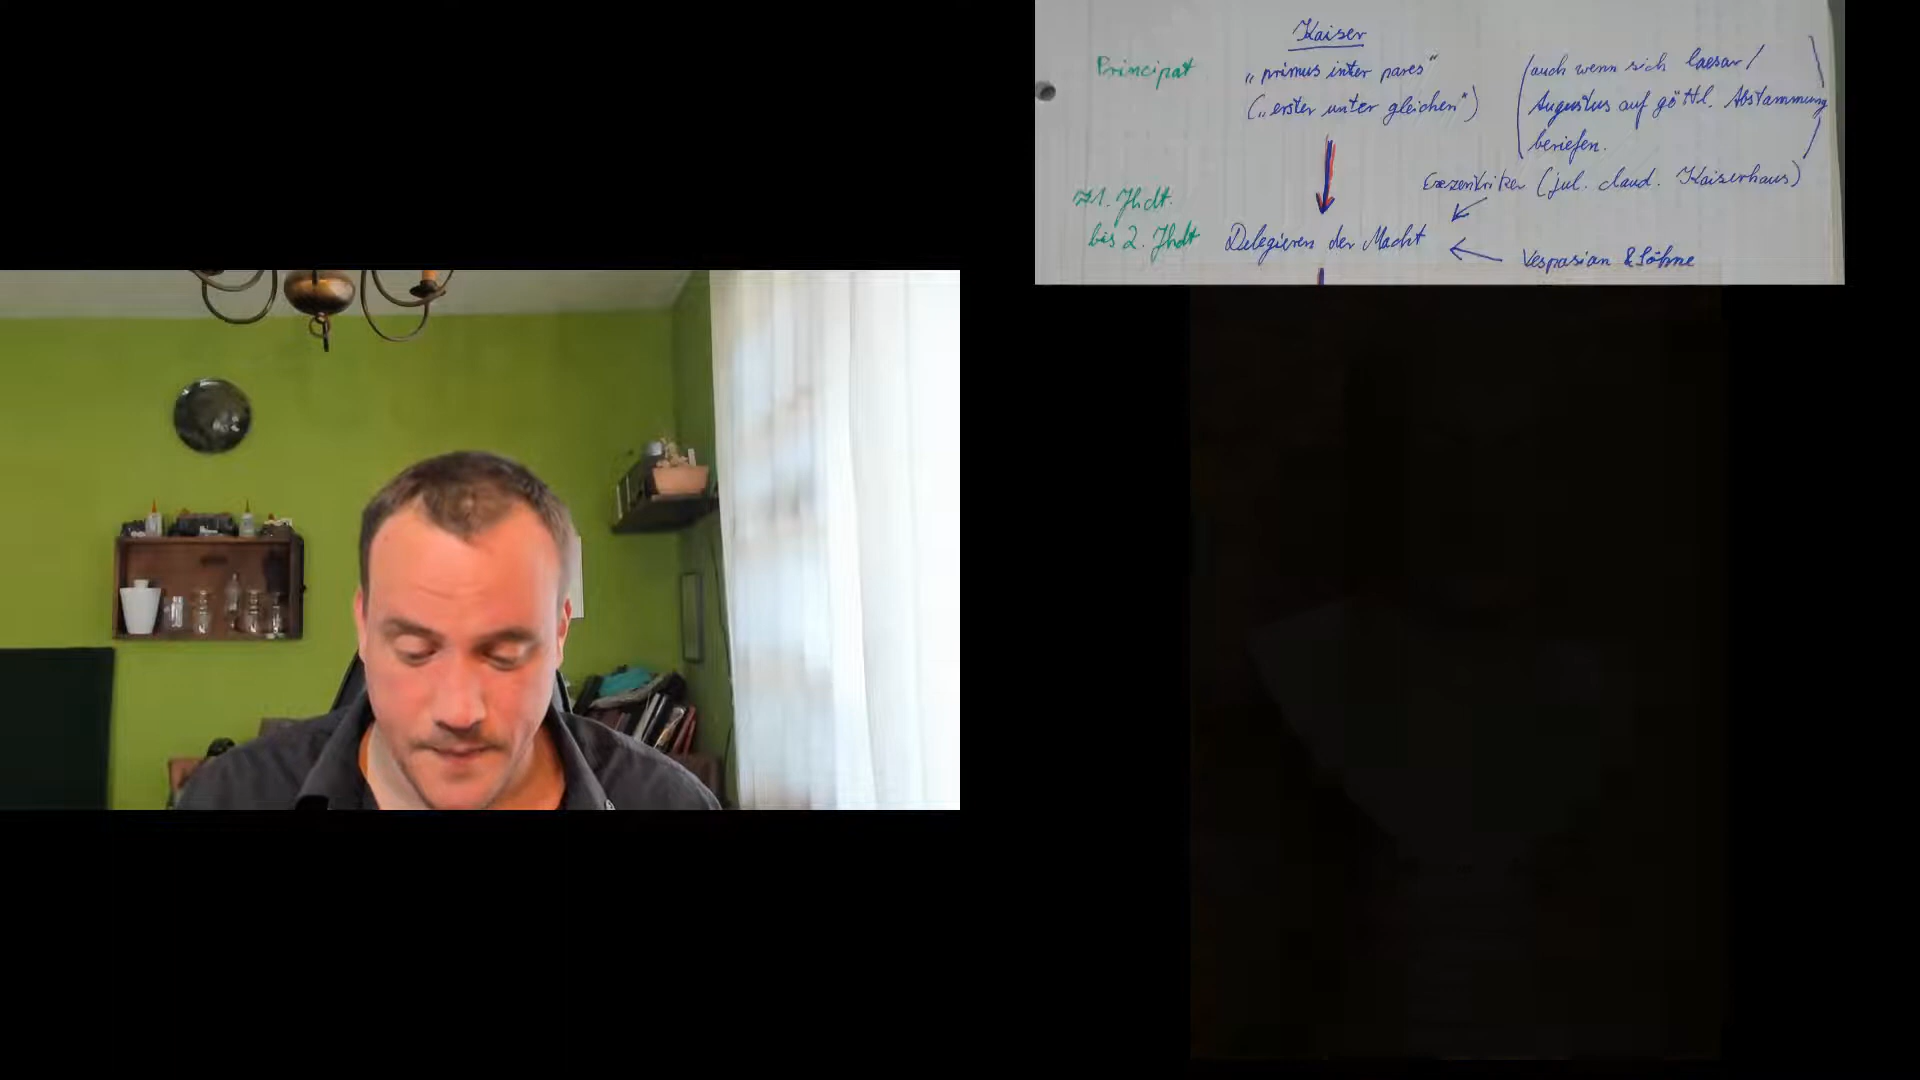 Kaiser
Principat „primus inter pares" (auch wenn sich Caesar/
(„erster unter gleichen") Augustus auf göttl. Abstammung
beriefen.)
Exzentriker (jul. claud. Kaiserhaus)
1. Jhdt.
bis 2. Jhdt Delegieren der Macht
Vespasian & Söhne